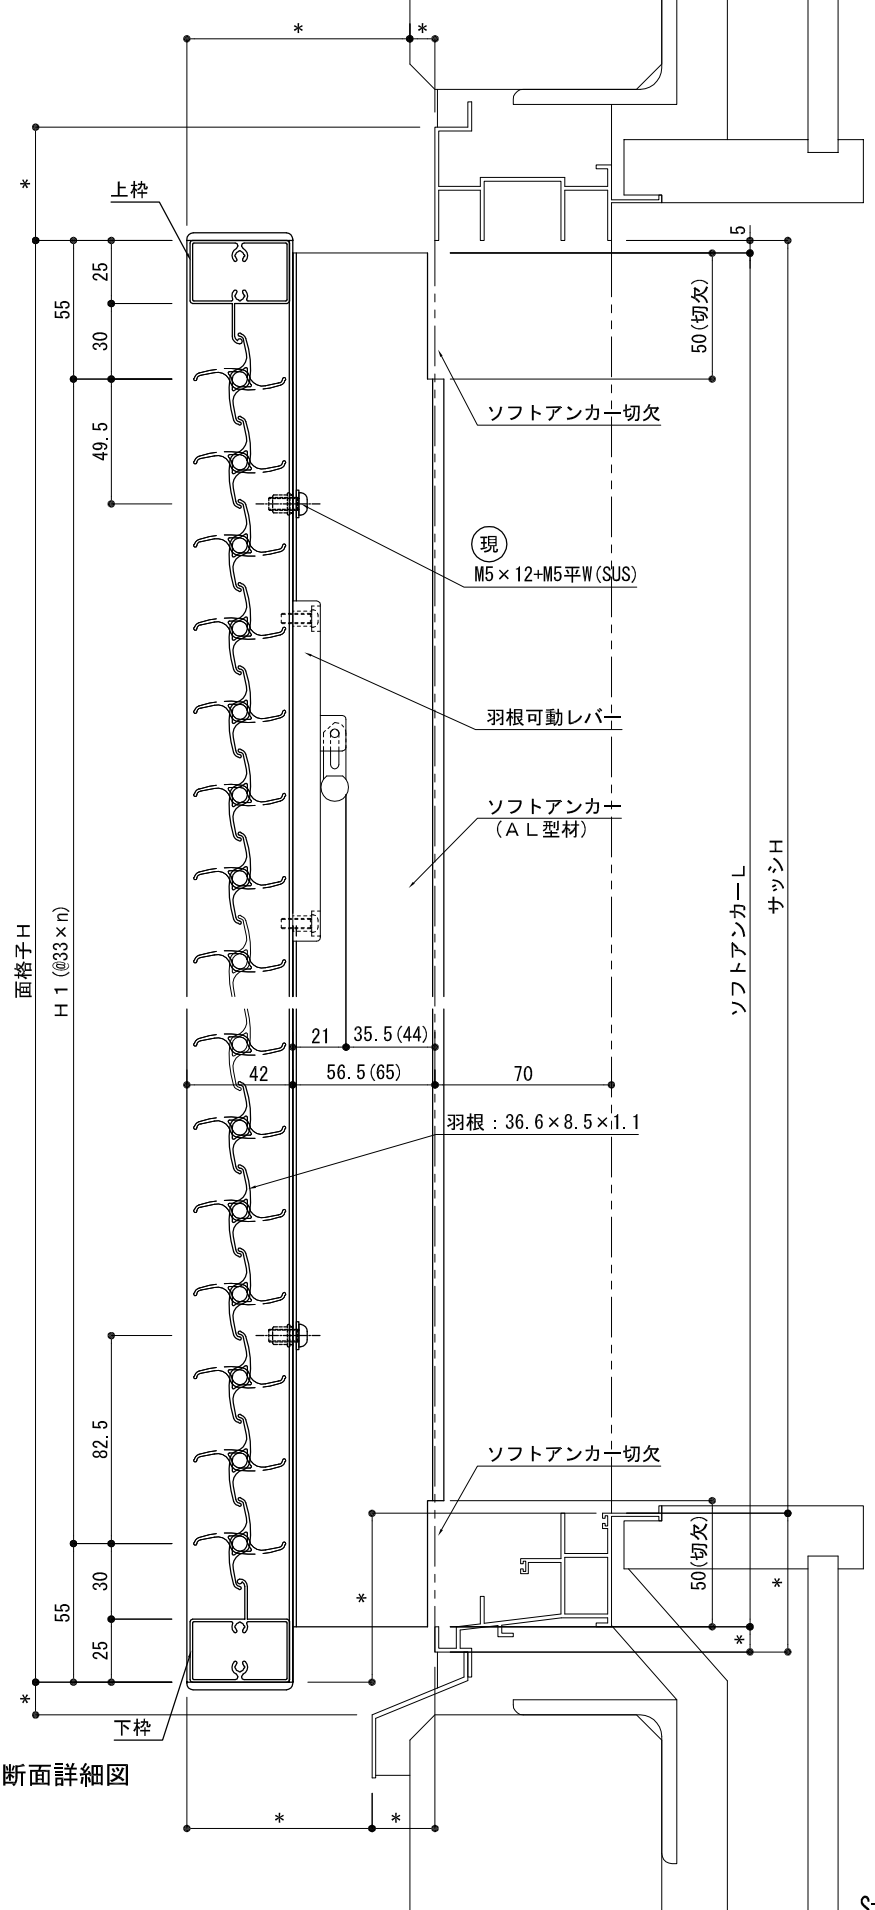 *
*
*
上枠
5
25
55
30
50(切欠)
49.5
ソフトアンカー切欠
現
M5×12+M5平W(SUS)
羽根可動レバー
ソフトアンカー
(AL型材)
サッシH
ソフトアンカーL
面格子H
H1(@33×n)
21
35.5(44)
42
56.5(65)
70
羽根:36.6×8.5×1.1
82.5
ソフトアンカー切欠
50(切欠)
30
55
25
*
*
*
*
下枠
断面詳細図
*
*